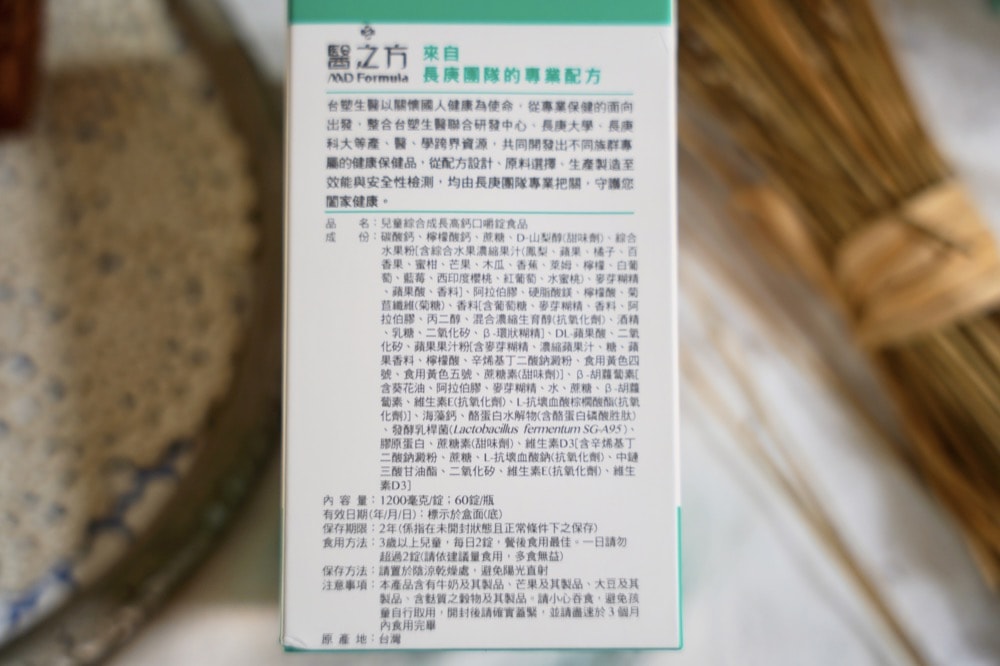 醫之方
MD Formula
來自
長庚團隊的專業配方
台塑生醫以關懷國人健康為使命，從專業保健的面向
出發，整合台塑生醫聯合研發中心、長庚大學、長庚
科大等產、醫、學跨界資源，共同開發出不同族群專
屬的健康保健品，從配方設計、原料選擇、生產製造至
效能與安全性檢測，均由長庚團隊專業把關，守護您
闔家健康。
品　名：兒童綜合成長高鈣口嚼錠食品
成　份：碳酸鈣、檸檬酸鈣、蔗糖、D-山梨醇(甜味劑)、綜合
水果粉[含綜合水果濃縮果汁(鳳梨、蘋果、橘子、百
香果、蜜柑、芒果、木瓜、香蕉、萊姆、檸檬、白葡
萄、藍莓、西印度櫻桃、紅葡萄、水蜜桃)、麥芽糊精
、蘋果酸、香料]、阿拉伯膠、硬脂酸鎂、檸檬酸、菊
苣纖維(菊糖)、香料[含葡萄糖、麥芽糊精、香料、阿
拉伯膠、丙二醇、混合濃縮生育醇(抗氧化劑)、酒精
、乳糖、二氧化矽、β-環狀糊精]、DL-蘋果酸、二氧
化矽、蘋果果汁粉[含麥芽糊精、濃縮蘋果汁、糖、蘋
果香料、檸檬酸、辛烯基丁二酸鈉澱粉、食用黃色四
號、食用黃色五號、蔗糖素(甜味劑)]、β-胡蘿蔔素[
含葵花油、阿拉伯膠、麥芽糊精、水、蔗糖、β-胡蘿
蔔素、維生素E(抗氧化劑)、L-抗壞血酸棕櫚酸酯(抗氧
化劑)]、海藻鈣、酪蛋白水解物(含酪蛋白磷酸胜肽)
、發酵乳桿菌(Lactobacillus fermentum SG-A95)、
膠原蛋白、蔗糖素(甜味劑)、維生素D3[含辛烯基丁
二酸鈉澱粉、蔗糖、L-抗壞血酸鈉(抗氧化劑)、中鏈
三酸甘油酯、二氧化矽、維生素E(抗氧化劑)、維生
素D3]
內容量：1200毫克/錠；60錠/瓶
有效日期(年/月/日)：標示於盒面(底)
保存期限：2年(係指在未開封狀態且正常條件下之保存)
食用方法：3歲以上兒童，每日2錠，餐後食用最佳。一日請勿
超過2錠(請依建議量食用，多食無益)
保存方法：請置於陰涼乾燥處，避免陽光直射
注意事項：本產品含有牛奶及其製品、芒果及其製品、大豆及其
製品、含麩質之穀物及其製品。請小心吞食，避免孩
童自行取用，開封後請確實蓋緊，並請盡速於3個月
內食用完畢
原產地：台灣